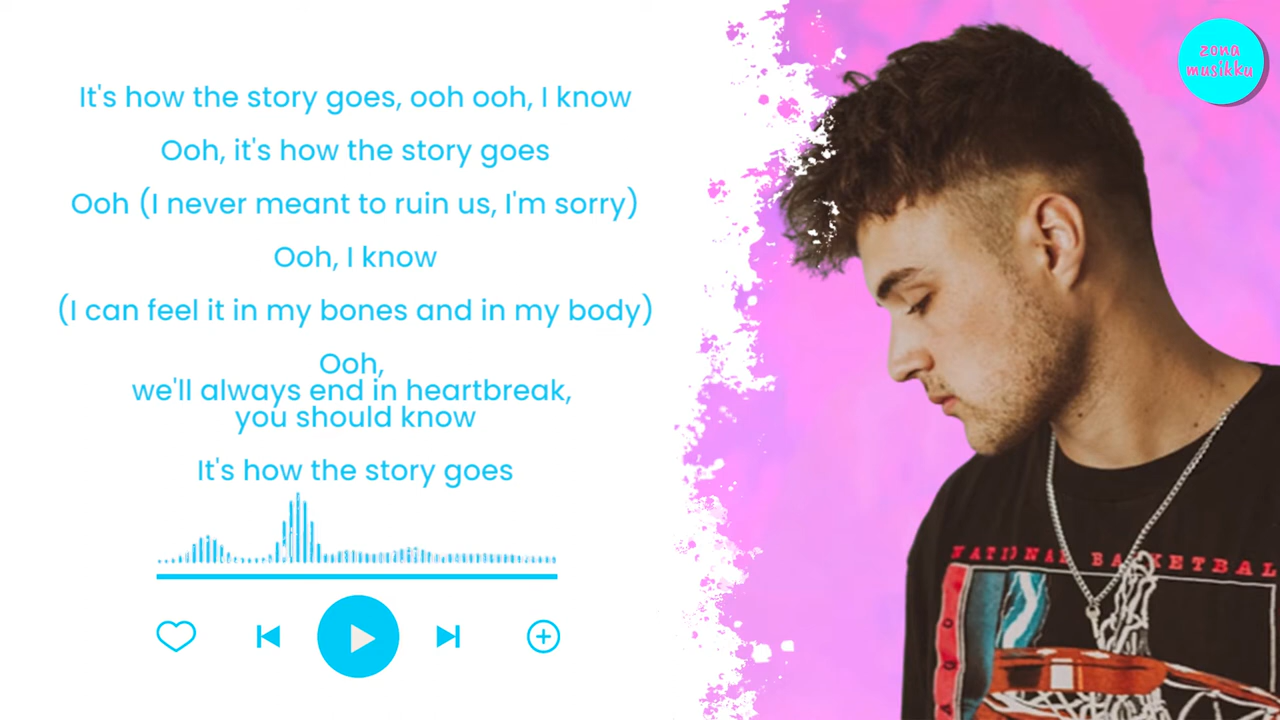 It's how the story goes, ooh ooh, I know
Ooh, it's how the story goes
Ooh (I never meant to ruin us, I'm sorry)
Ooh, I know
(I can feel it in my bones and in my body)
Ooh,
we'll always end in heartbreak,
you should know
It's how the story goes
zona
musikku
NATIONAL BASKETBAL